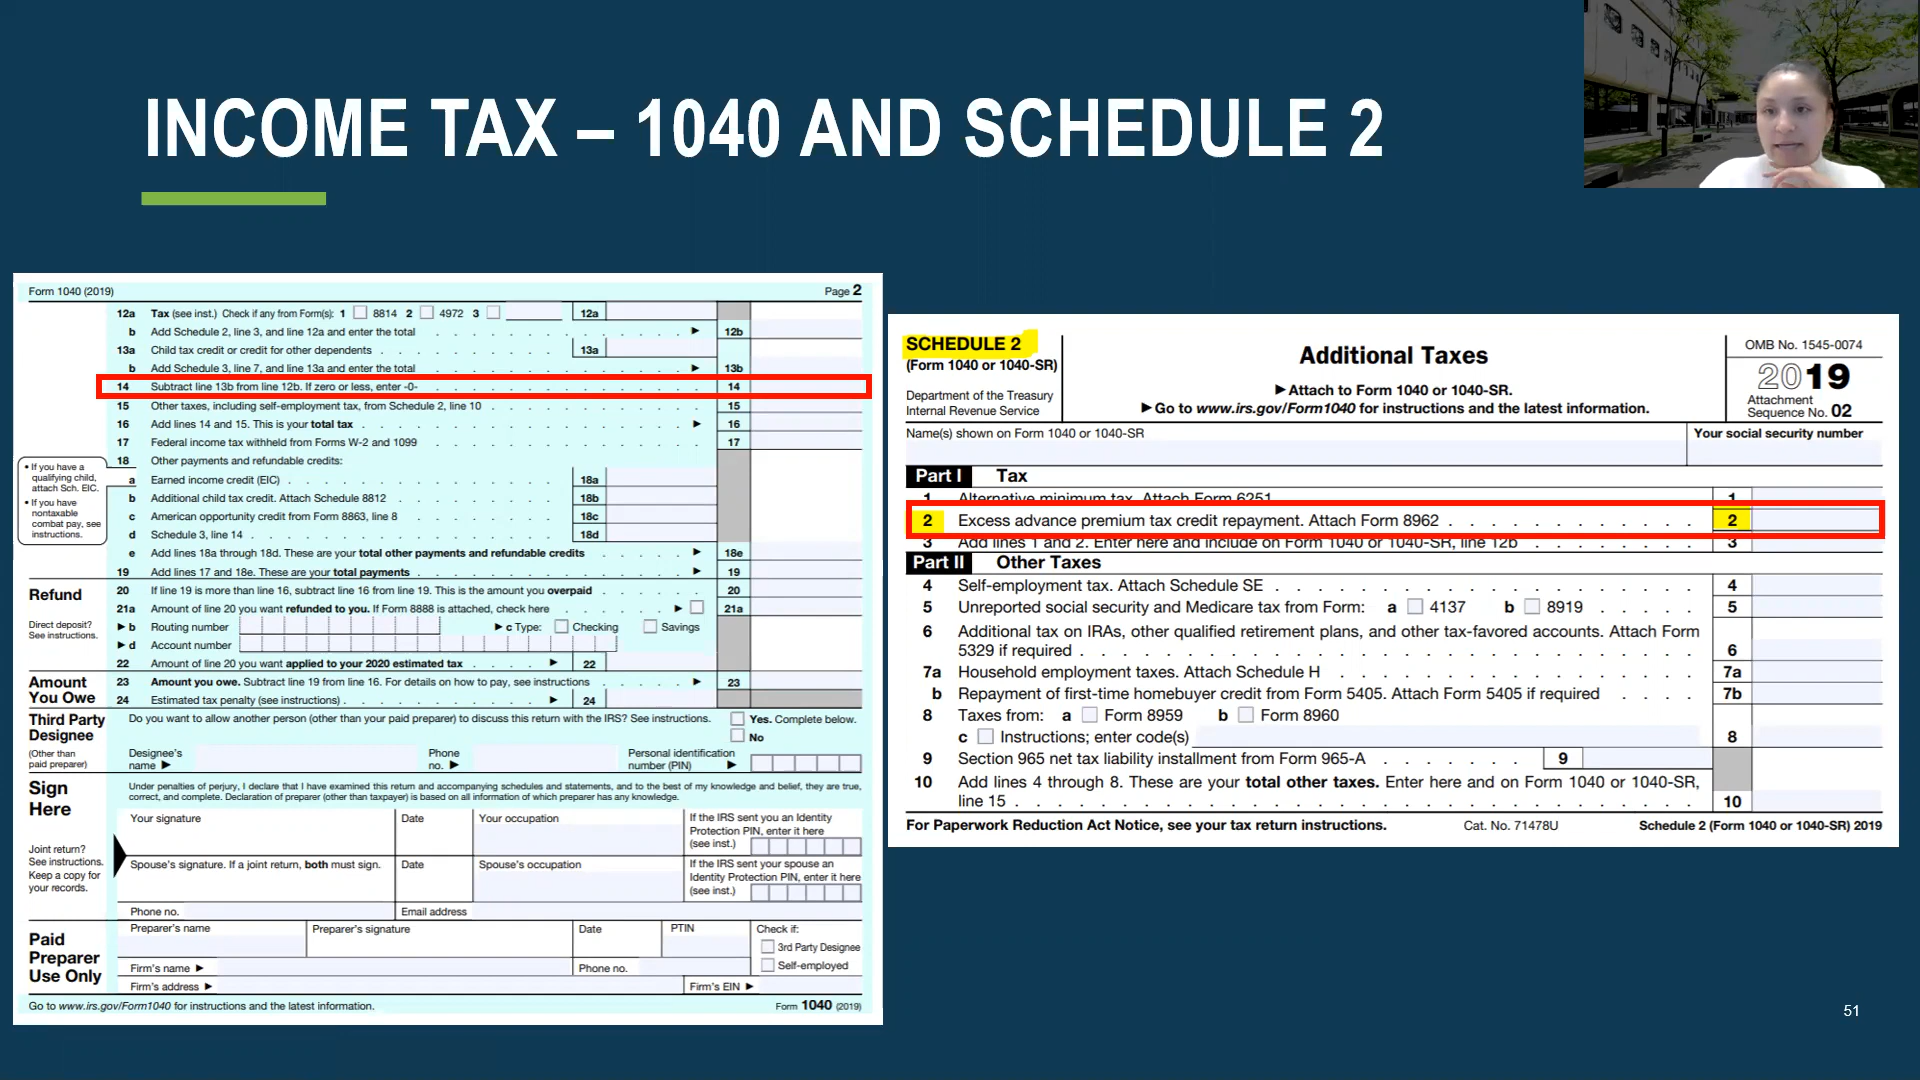 INCOME TAX – 1040 AND SCHEDULE 2
Form 1040 (2019) Page 2
12a Tax (see inst.) Check if any from Form(s): 1 8814 2 4972 3 12a
b Add Schedule 2, line 3, and line 12a and enter the total 12b
13a Child tax credit or credit for other dependents 13a
b Add Schedule 3, line 7, and line 13a and enter the total 13b
14 Subtract line 13b from line 12b. If zero or less, enter -0- 14
15 Other taxes, including self-employment tax, from Schedule 2, line 10 15
16 Add lines 14 and 15. This is your total tax 16
17 Federal income tax withheld from Forms W-2 and 1099 17
18 Other payments and refundable credits:
• If you have a
qualifying child,
attach Sch. EIC.
• If you have
nontaxable
combat pay, see
instructions.
a Earned income credit (EIC) 18a
b Additional child tax credit. Attach Schedule 8812 18b
c American opportunity credit from Form 8863, line 8 18c
d Schedule 3, line 14 18d
e Add lines 18a through 18d. These are your total other payments and refundable credits 18e
19 Add lines 17 and 18e. These are your total payments 19
Refund
20 If line 19 is more than line 16, subtract line 16 from line 19. This is the amount you overpaid 20
21a Amount of line 20 you want refunded to you. If Form 8888 is attached, check here 21a
Direct deposit?
See instructions.
▶ b Routing number ▶ c Type: Checking Savings
▶ d Account number
22 Amount of line 20 you want applied to your 2020 estimated tax 22
Amount
You Owe
23 Amount you owe. Subtract line 19 from line 16. For details on how to pay, see instructions 23
24 Estimated tax penalty (see instructions) 24
Third Party
Designee
(Other than
paid preparer)
Do you want to allow another person (other than your paid preparer) to discuss this return with the IRS? See instructions.
Yes. Complete below.
No
Designee's
name ▶
Phone
no. ▶
Personal identification
number (PIN) ▶
Sign
Here
Under penalties of perjury, I declare that I have examined this return and accompanying schedules and statements, and to the best of my knowledge and belief, they are true,
correct, and complete. Declaration of preparer (other than taxpayer) is based on all information of which preparer has any knowledge.
Joint return?
See instructions.
Keep a copy for
your records.
Your signature Date Your occupation
If the IRS sent you an Identity
Protection PIN, enter it here
(see inst.)
Spouse's signature. If a joint return, both must sign. Date Spouse's occupation
If the IRS sent your spouse an
Identity Protection PIN, enter it here
(see inst.)
Phone no. Email address
Paid
Preparer
Use Only
Preparer's name Preparer's signature Date PTIN Check if:
3rd Party Designee
Self-employed
Firm's name ▶ Phone no.
Firm's address ▶ Firm's EIN ▶
Go to www.irs.gov/Form1040 for instructions and the latest information. Form 1040 (2019)
SCHEDULE 2
(Form 1040 or 1040-SR)
Department of the Treasury
Internal Revenue Service
Additional Taxes
▶ Attach to Form 1040 or 1040-SR.
▶ Go to www.irs.gov/Form1040 for instructions and the latest information.
OMB No. 1545-0074
2019
Attachment
Sequence No. 02
Name(s) shown on Form 1040 or 1040-SR Your social security number
Part I Tax
1 Alternative minimum tax. Attach Form 6251 1
2 Excess advance premium tax credit repayment. Attach Form 8962 2
3 Add lines 1 and 2. Enter here and include on Form 1040 or 1040-SR, line 12b 3
Part II Other Taxes
4 Self-employment tax. Attach Schedule SE 4
5 Unreported social security and Medicare tax from Form: a 4137 b 8919 5
6 Additional tax on IRAs, other qualified retirement plans, and other tax-favored accounts. Attach Form
5329 if required 6
7a Household employment taxes. Attach Schedule H 7a
b Repayment of first-time homebuyer credit from Form 5405. Attach Form 5405 if required 7b
8 Taxes from: a Form 8959 b Form 8960
c Instructions; enter code(s) 8
9 Section 965 net tax liability installment from Form 965-A 9
10 Add lines 4 through 8. These are your total other taxes. Enter here and on Form 1040 or 1040-SR,
line 15 10
For Paperwork Reduction Act Notice, see your tax return instructions. Cat. No. 71478U Schedule 2 (Form 1040 or 1040-SR) 2019
51